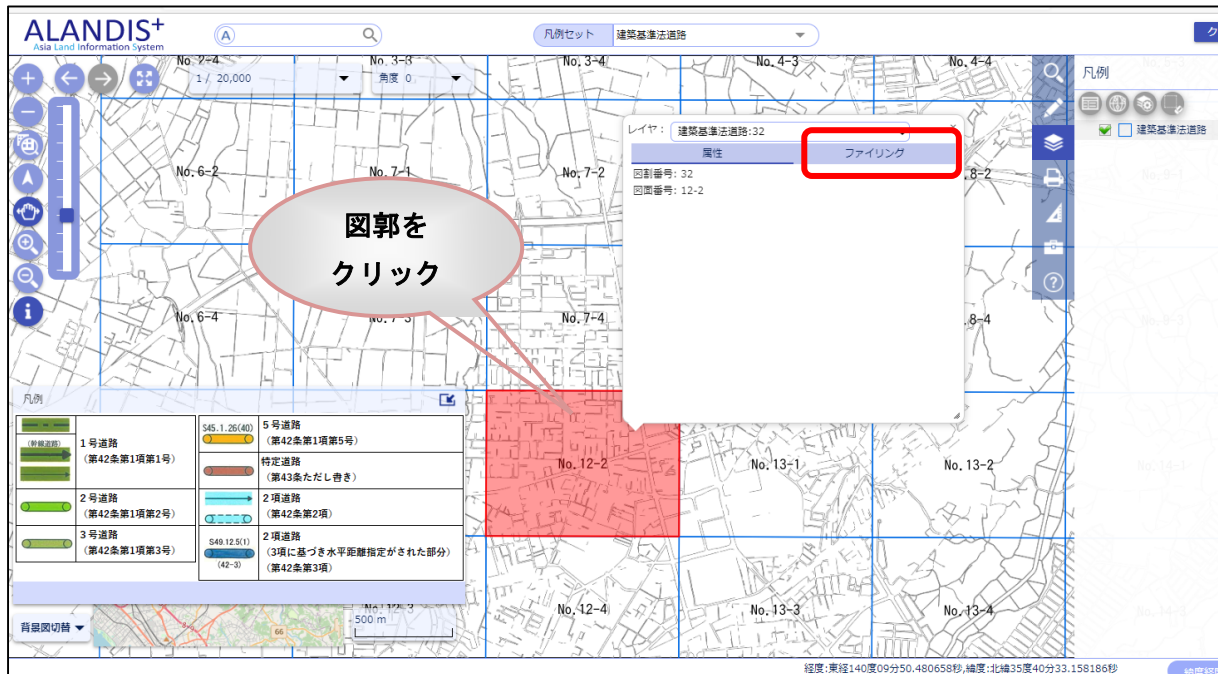 ALANDIS+
Asia Land Information System
A
凡例セット
建築基準法道路
ク
No. 2-4
No. 3-3
No. 3-4
No. 4-3
No. 4-4
1 / 20,000
角度 0
凡例
レイヤ:
建築基準法道路:32
×
属性
ファイリング
建築基準法道路
図割番号: 32
図面番号: 12-2
No. 6-2
No. 7-1
No. 7-2
8-2
No. 9-1
図郭を
クリック
No. 6-4
No. 7-3
No. 7-4
8-4
No. 9-3
凡例
(幹線道路)
1号道路
(第42条第1項第1号)
2号道路
(第42条第1項第2号)
3号道路
(第42条第1項第3号)
S45.1.26(40)
5号道路
(第42条第1項第5号)
特定道路
(第43条ただし書き)
2項道路
(第42条第2項)
S49.12.5(1)
(42-3)
2項道路
(3項に基づき水平距離指定がされた部分)
(第42条第3項)
No. 12-2
No. 13-1
No. 13-2
No. 14-1
No. 12-3
No. 12-4
No. 13-3
No. 13-4
No. 14-3
背景図切替
66
500 m
経度:東経140度09分50.480658秒,緯度:北緯35度40分33.158186秒